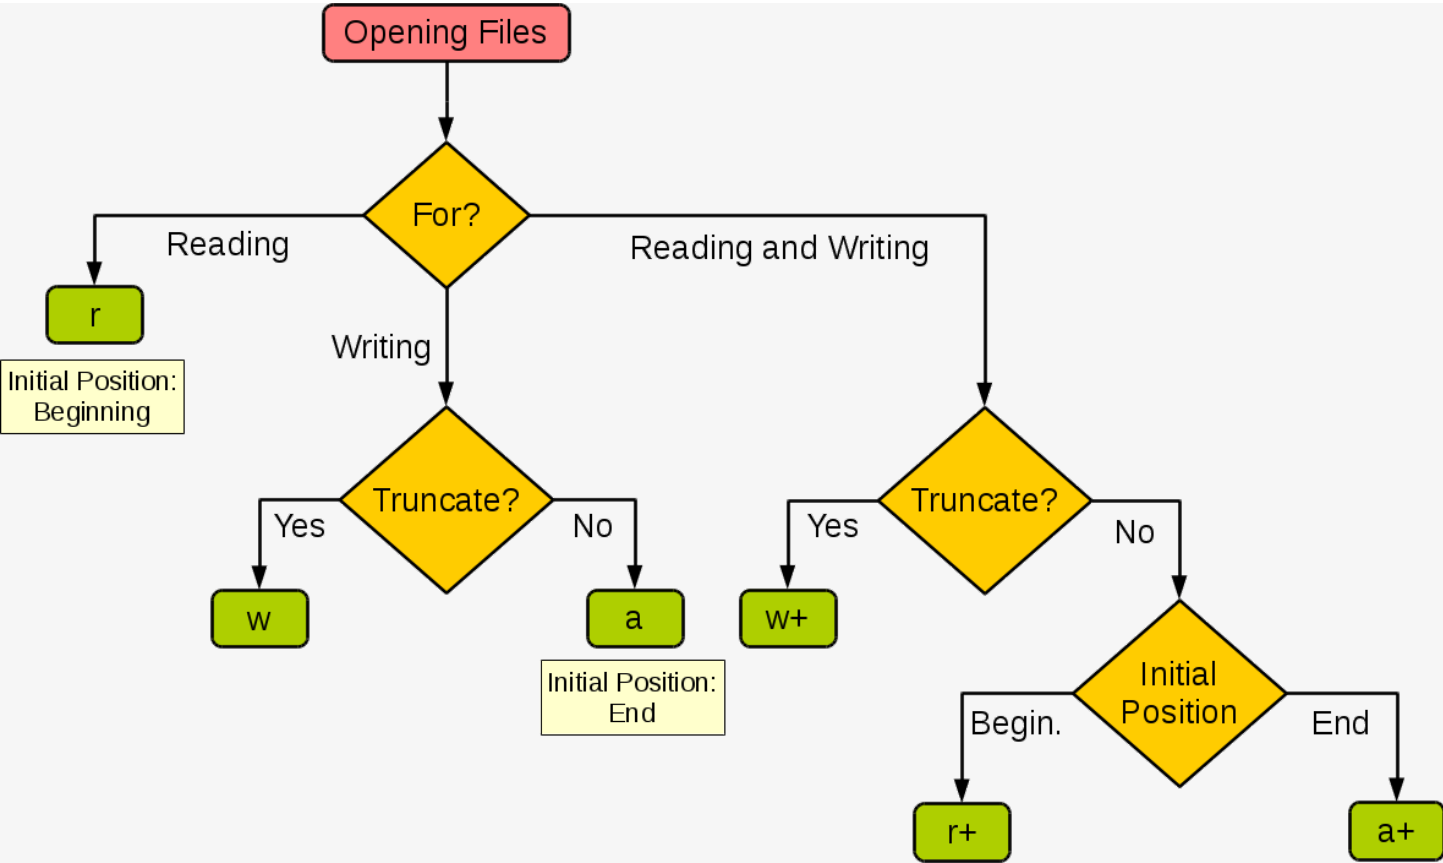 Opening Files
For?
Reading
Reading and Writing
r
Writing
Initial Position:
Beginning
Truncate?
Truncate?
Yes
No
Yes
No
w
a
w+
Initial Position:
End
Initial
Position
Begin.
End
r+
a+